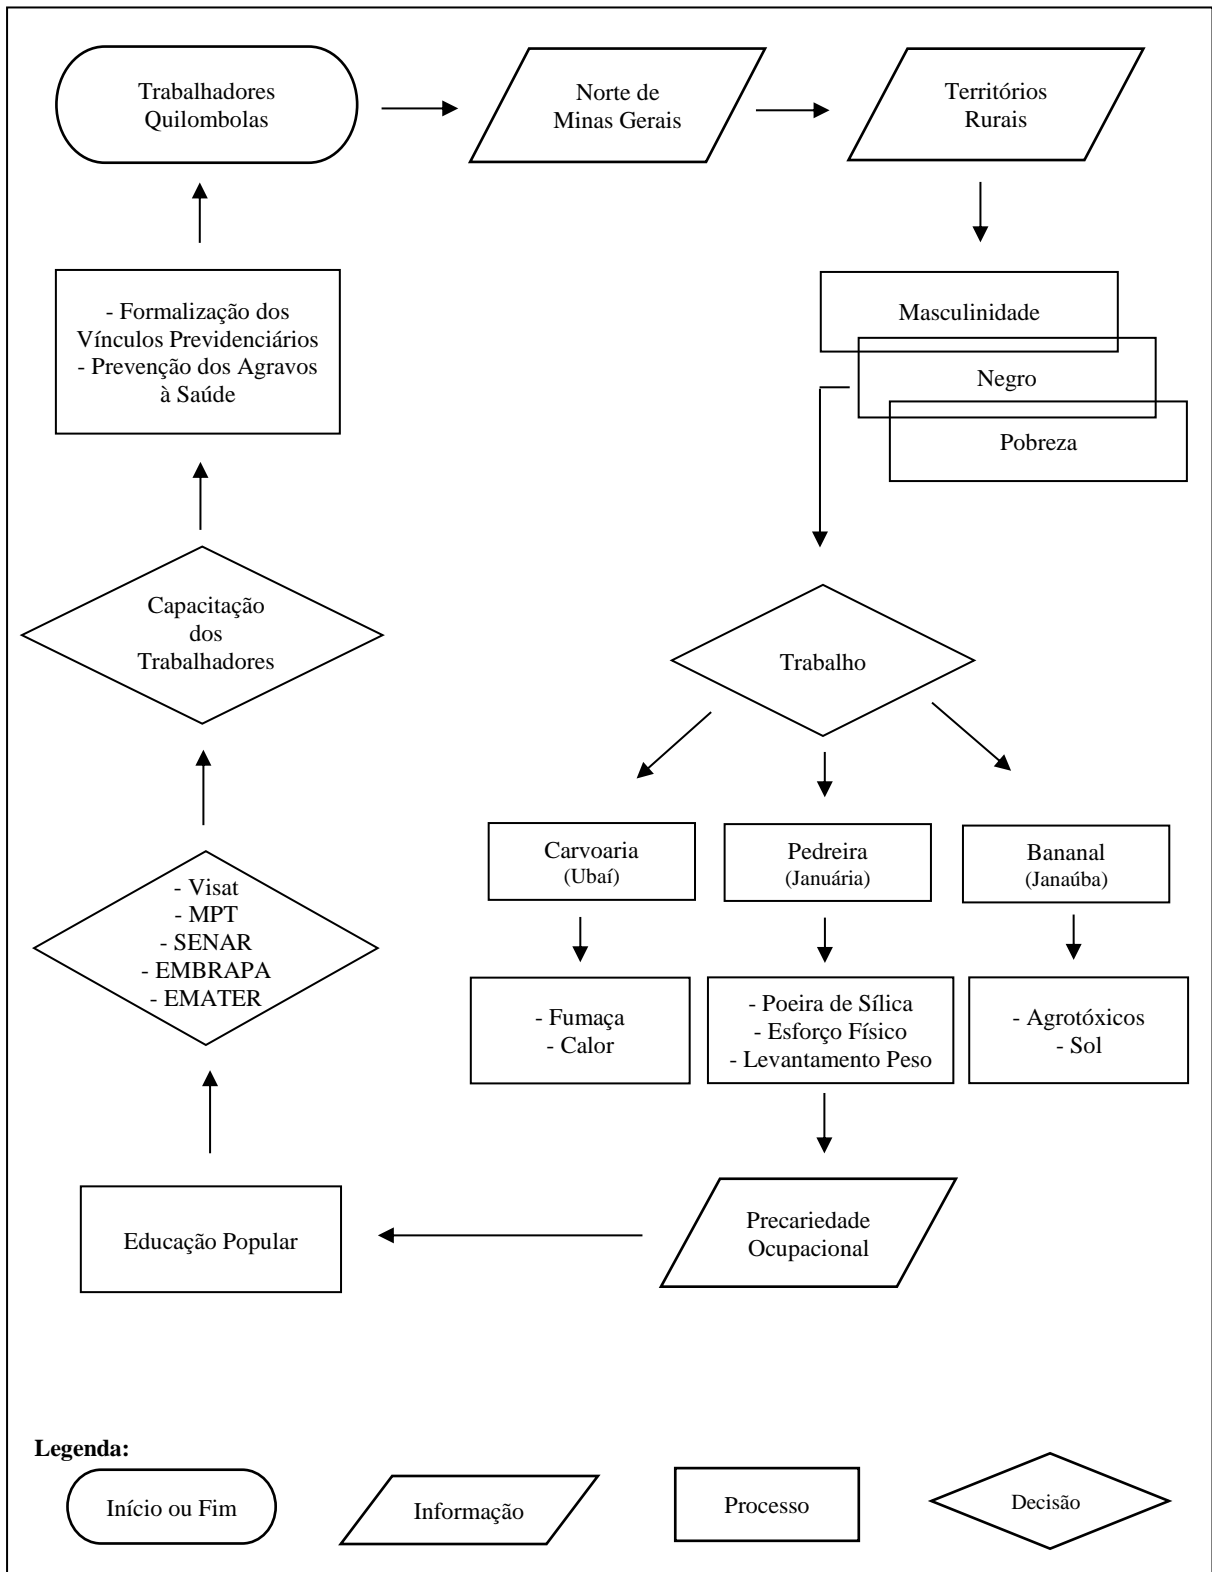 Trabalhadores
Quilombolas
Norte de
Minas Gerais
Territórios
Rurais
Masculinidade
Negro
Pobreza
Trabalho
Carvoaria
(Ubaí)
Pedreira
(Januária)
Bananal
(Janaúba)
- Fumaça
- Calor
- Poeira de Sílica
- Esforço Físico
- Levantamento Peso
- Agrotóxicos
- Sol
Precariedade
Ocupacional
Educação Popular
- Visat
- MPT
- SENAR
- EMBRAPA
- EMATER
Capacitação
dos
Trabalhadores
- Formalização dos
Vínculos Previdenciários
- Prevenção dos Agravos
à Saúde
Legenda:
Início ou Fim
Informação
Processo
Decisão